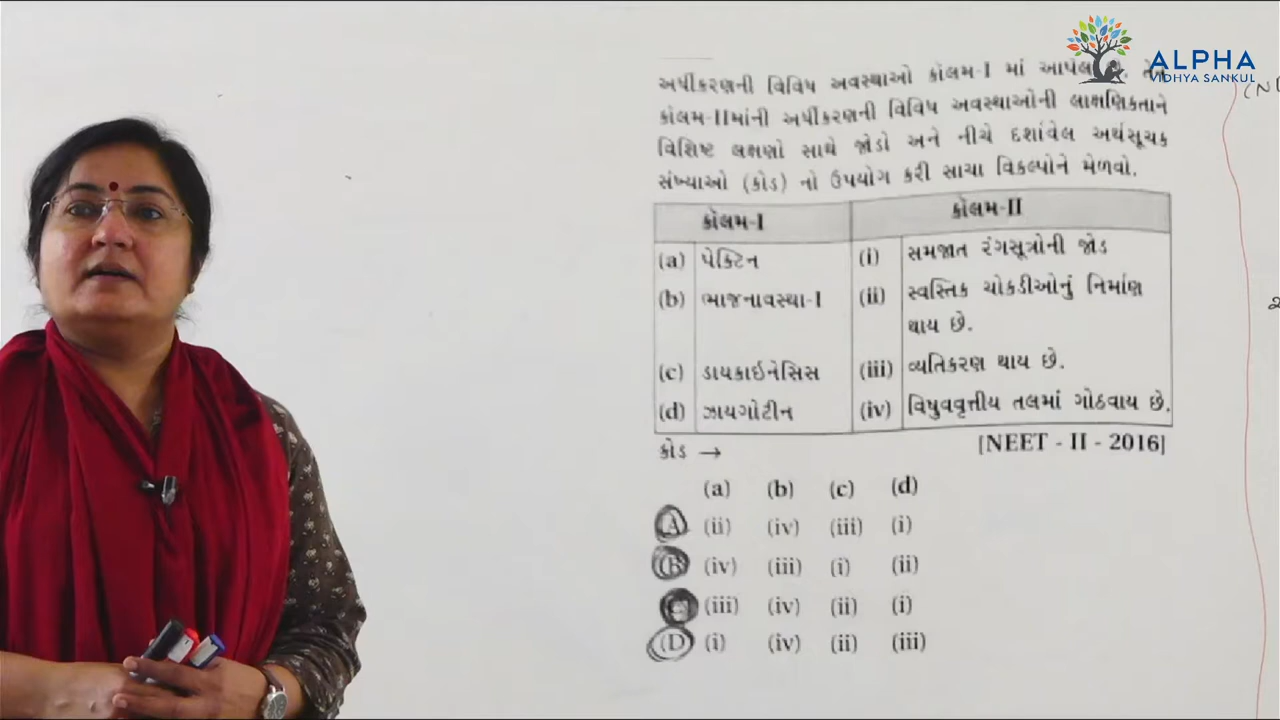 ALPHA
VIDHYA SANKUL
અર્ધીકરણની વિવિધ અવસ્થાઓ કૉલમ-I માં આપેલ
કૉલમ-IIમાંની અર્ધીકરણની વિવિધ અવસ્થાઓની લાક્ષણિકતાને
વિશિષ્ટ લક્ષણો સાથે જોડો અને નીચે દર્શાવેલ અર્થસૂચક
સંખ્યાઓ (કોડ) નો ઉપયોગ કરી સાચા વિકલ્પોને મેળવો.
કૉલમ-I કૉલમ-II
(a) પેક્ટિન (i) સમજાત રંગસૂત્રોની જોડ
(b) ભાજનાવસ્થા-I (ii) સ્વસ્તિક ચોકડીઓનું નિર્માણ
થાય છે.
(c) ડાયકાઈનેસિસ (iii) વ્યતિકરણ થાય છે.
(d) ઝાયગોટીન (iv) વિષુવવૃત્તીય તલમાં ગોઠવાય છે.
કોડ → [NEET - II - 2016]
(a) (b) (c) (d)
(A) (ii) (iv) (iii) (i)
(B) (iv) (iii) (i) (ii)
(iii) (iv) (ii) (i)
(D) (i) (iv) (ii) (iii)